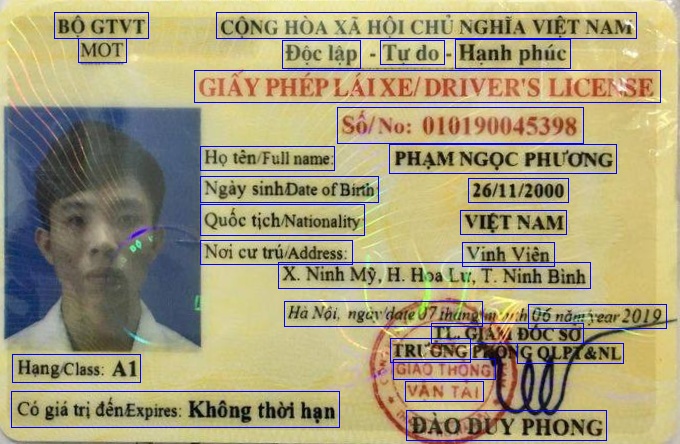 BỘ GTVT
MOT
CỘNG HÒA XÃ HỘI CHỦ NGHĨA VIỆT NAM
Độc lập - Tự do - Hạnh phúc
GIẤY PHÉP LÁI XE/ DRIVER'S LICENSE
Số/No: 010190045398
Họ tên/Full name: PHẠM NGỌC PHƯƠNG
Ngày sinh/Date of Birth 26/11/2000
Quốc tịch/Nationality VIỆT NAM
Nơi cư trú/Address: Vinh Viên
X. Ninh Mỹ, H. Hoa Lư, T. Ninh Bình
Hà Nội, ngày/date 07 tháng/month 06 năm/year 2019
TL. GIÁM ĐỐC SỞ
TRƯỞNG PHÒNG QLPT&NL
GIAO THÔNG
VẬN TẢI
Hạng/Class: A1
Có giá trị đến/Expires: Không thời hạn
ĐÀO DUY PHONG